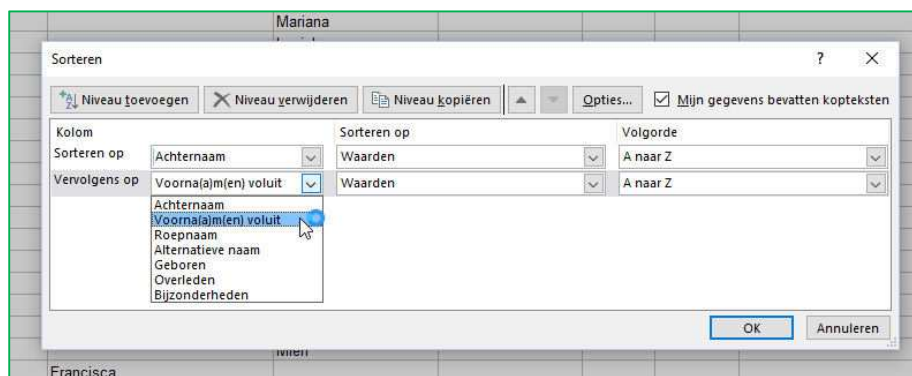 Mariana
Sorteren ? X
Niveau toevoegen Niveau verwijderen Niveau kopiëren Opties... Mijn gegevens bevatten kopteksten
Kolom Sorteren op Volgorde
Sorteren op Achternaam Waarden A naar Z
Vervolgens op Voorna(a)m(en) voluit Waarden A naar Z
Achternaam
Voorna(a)m(en) voluit
Roepnaam
Alternatieve naam
Geboren
Overleden
Bijzonderheden
OK Annuleren
Francisca